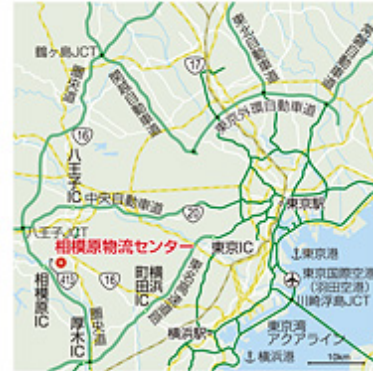 鶴ヶ島JCT
圏央道
関越自動車道
17
東北自動車道
常磐自動車道
東京外環自動車道
16
八王子IC
中央自動車道
20
八王子JCT
相模原物流センター
東京駅
東京IC
東京港
東京国際空港
(羽田空港)
川崎浮島JCT
相模原IC
413
16
横浜
町田IC
東名高速道路
圏央道
厚木IC
横浜駅
東京湾
アクアライン
横浜港
10km